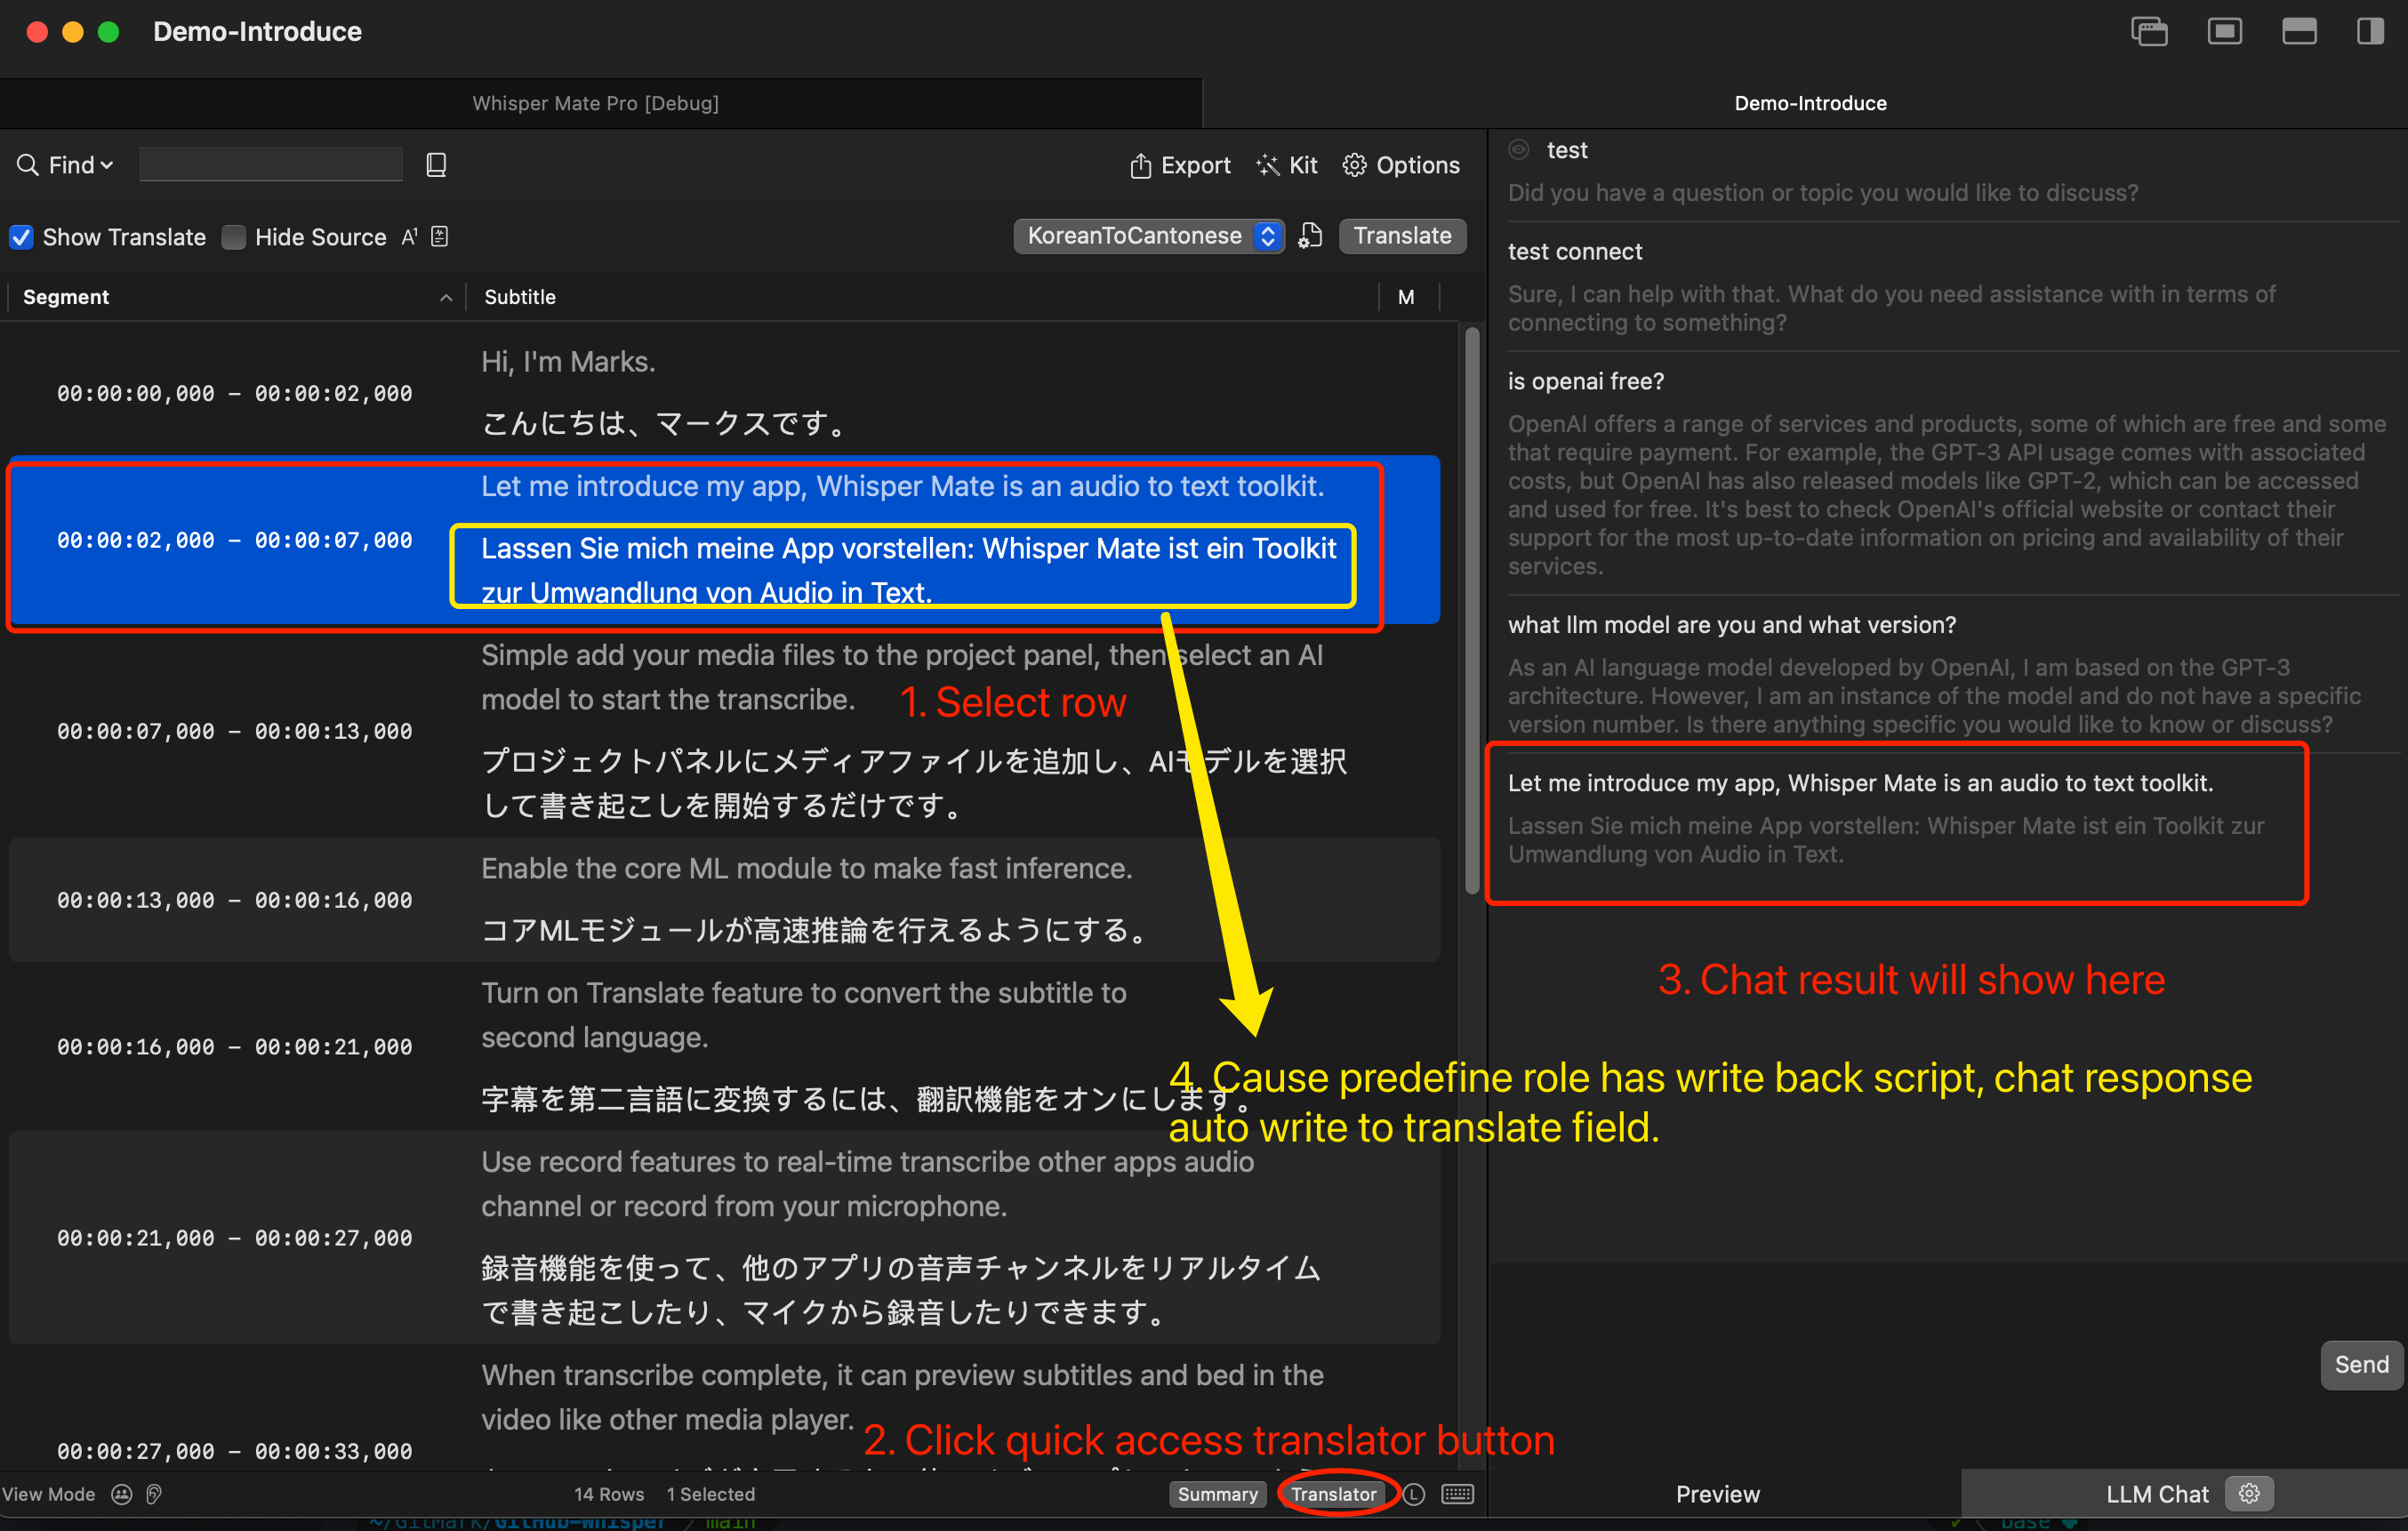 Demo-Introduce
Whisper Mate Pro [Debug]
Demo-Introduce
Find
Export
Kit
Options
Show Translate
Hide Source
KoreanToCantonese
Translate
Segment
Subtitle
M
00:00:00,000 – 00:00:02,000
Hi, I'm Marks.
こんにちは、マークスです。
00:00:02,000 – 00:00:07,000
Let me introduce my app, Whisper Mate is an audio to text toolkit.
Lassen Sie mich meine App vorstellen: Whisper Mate ist ein Toolkit
zur Umwandlung von Audio in Text.
00:00:07,000 – 00:00:13,000
Simple add your media files to the project panel, then select an AI
model to start the transcribe.
プロジェクトパネルにメディアファイルを追加し、AIモデルを選択
して書き起こしを開始するだけです。
1. Select row
00:00:13,000 – 00:00:16,000
Enable the core ML module to make fast inference.
コアMLモジュールが高速推論を行えるようにする。
00:00:16,000 – 00:00:21,000
Turn on Translate feature to convert the subtitle to
second language.
字幕を第二言語に変換するには、翻訳機能をオンにします。
00:00:21,000 – 00:00:27,000
Use record features to real-time transcribe other apps audio
channel or record from your microphone.
録音機能を使って、他のアプリの音声チャンネルをリアルタイム
で書き起こしたり、マイクから録音したりできます。
00:00:27,000 – 00:00:33,000
When transcribe complete, it can preview subtitles and bed in the
video like other media player.
2. Click quick access translator button
View Mode
14 Rows
1 Selected
Summary
Translator
L
test
Did you have a question or topic you would like to discuss?
test connect
Sure, I can help with that. What do you need assistance with in terms of
connecting to something?
is openai free?
OpenAI offers a range of services and products, some of which are free and some
that require payment. For example, the GPT-3 API usage comes with associated
costs, but OpenAI has also released models like GPT-2, which can be accessed
and used for free. It's best to check OpenAI's official website or contact their
support for the most up-to-date information on pricing and availability of their
services.
what llm model are you and what version?
As an AI language model developed by OpenAI, I am based on the GPT-3
architecture. However, I am an instance of the model and do not have a specific
version number. Is there anything specific you would like to know or discuss?
Let me introduce my app, Whisper Mate is an audio to text toolkit.
Lassen Sie mich meine App vorstellen: Whisper Mate ist ein Toolkit zur
Umwandlung von Audio in Text.
3. Chat result will show here
4. Cause predefine role has write back script, chat response
auto write to translate field.
Send
Preview
LLM Chat
~/GitMark/GitHub-Whisper
main
base